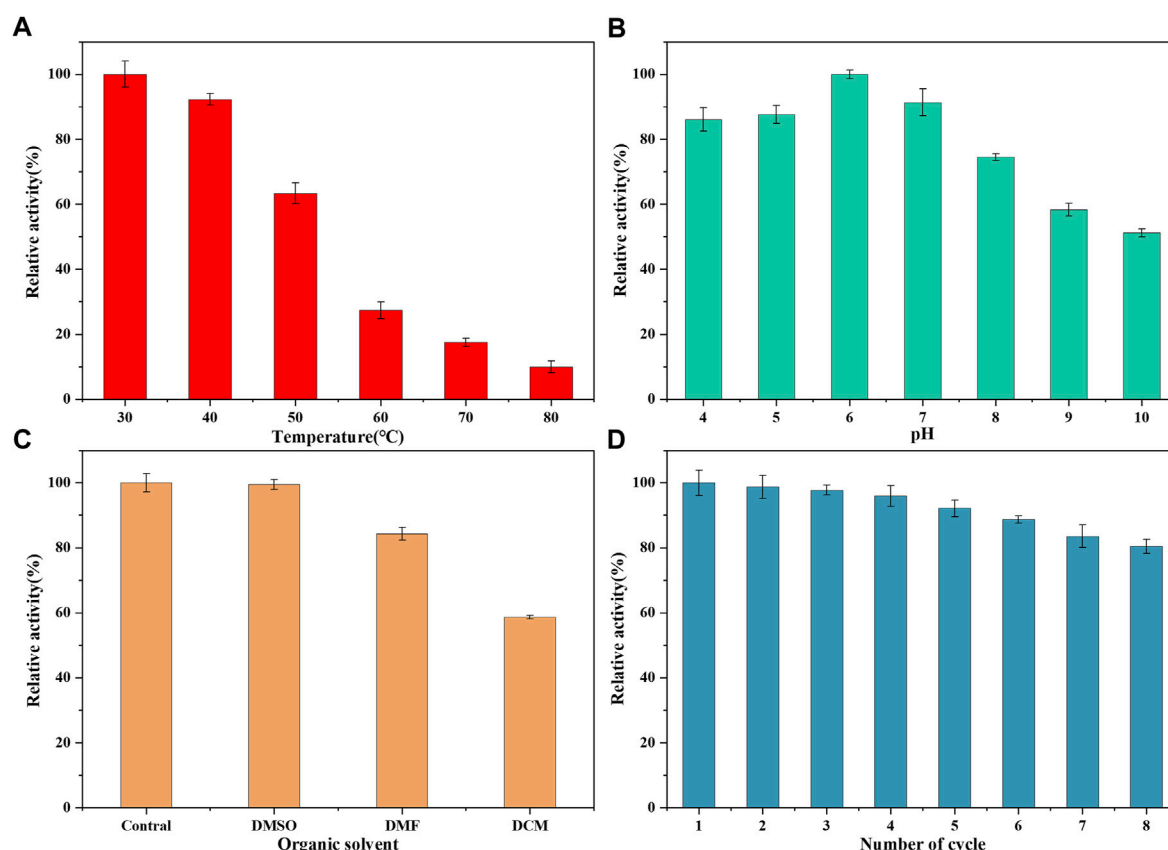 A
Relative activity(%)
100
80
60
40
20
0
30 40 50 60 70 80
Temperature(°C)
B
Relative activity(%)
100
80
60
40
20
0
4 5 6 7 8 9 10
pH
C
Relative activity(%)
100
80
60
40
20
0
Contral DMSO DMF DCM
Organic solvent
D
Relative activity(%)
100
80
60
40
20
0
1 2 3 4 5 6 7 8
Number of cycle